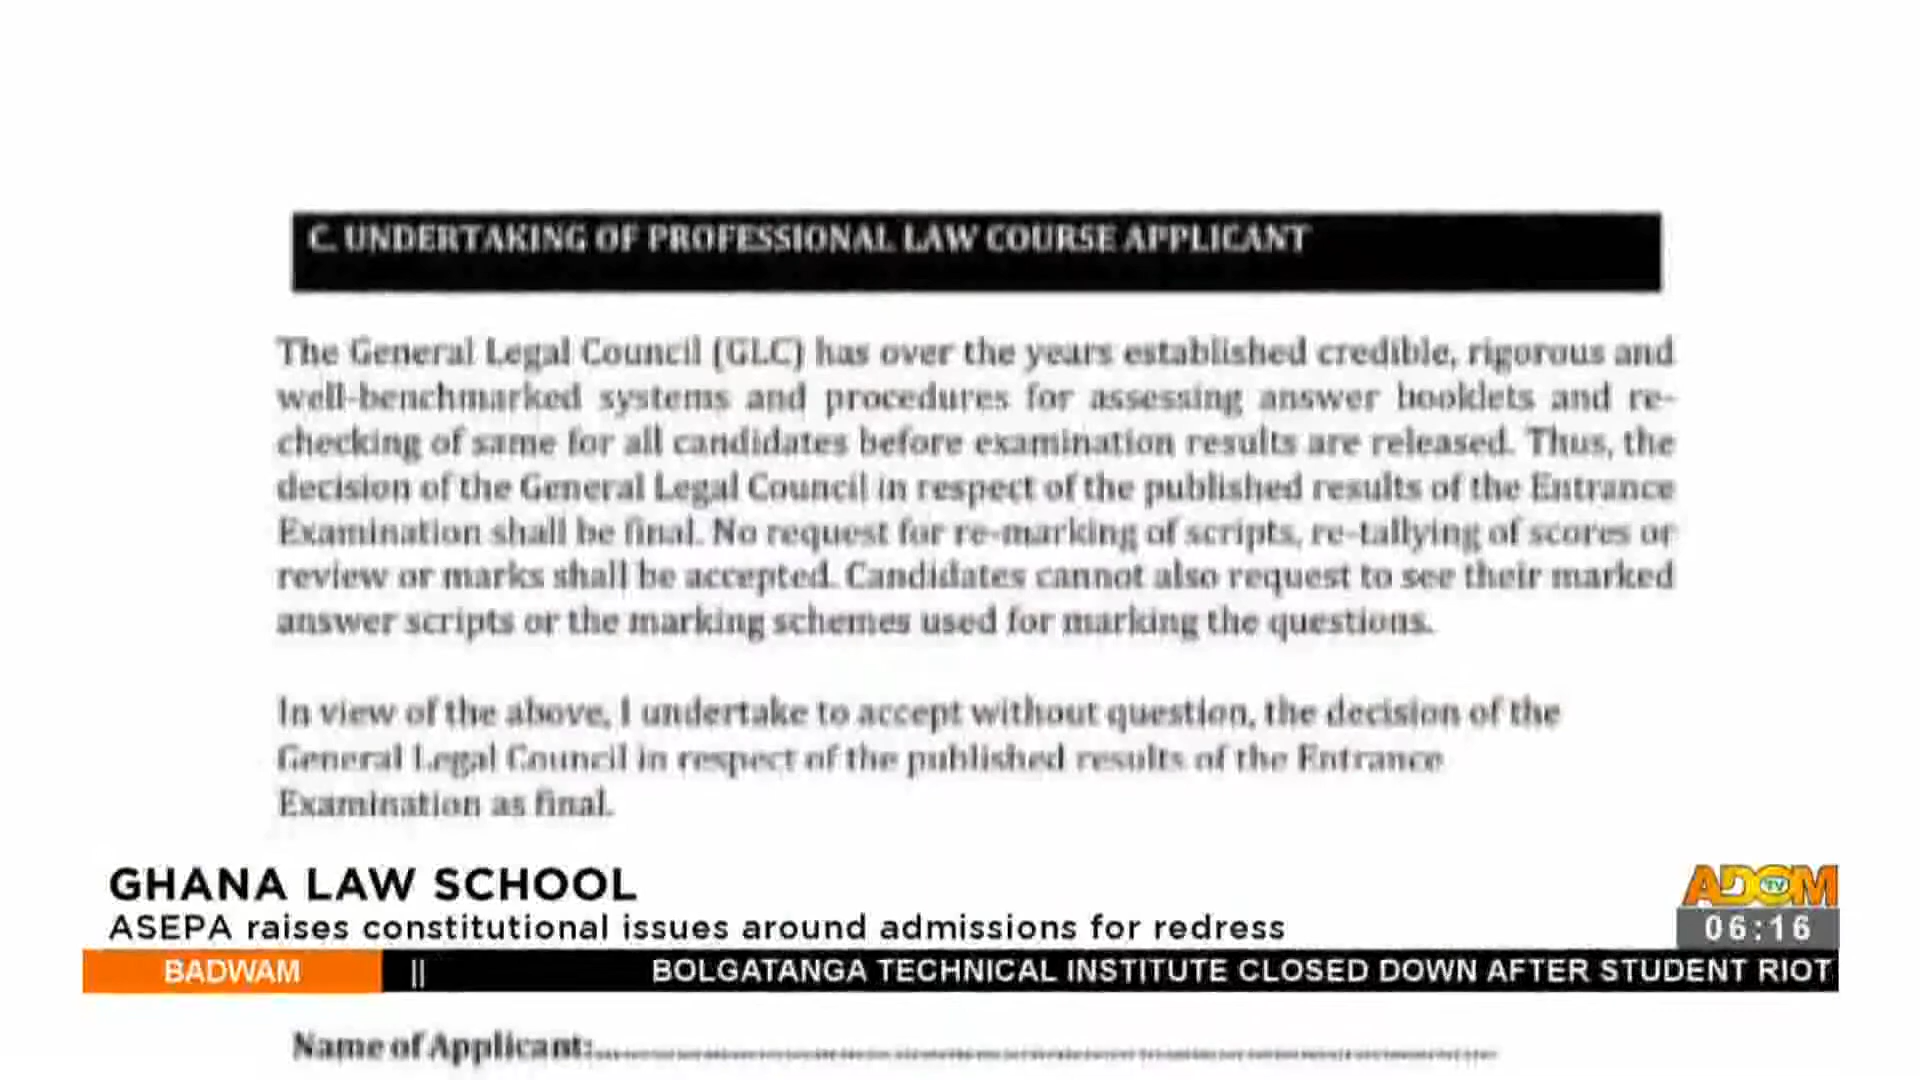 C. UNDERTAKING OF PROFESSIONAL LAW COURSE APPLICANT
The General Legal Council (GLC) has over the years established credible, rigorous and
well-benchmarked systems and procedures for assessing answer booklets and re-
checking of same for all candidates before examination results are released. Thus, the
decision of the General Legal Council in respect of the published results of the Entrance
Examination shall be final. No request for re-marking of scripts, re-tallying of scores or
review or marks shall be accepted. Candidates cannot also request to see their marked
answer scripts or the marking schemes used for marking the questions.
In view of the above, I undertake to accept without question, the decision of the
General Legal Council in respect of the published results of the Entrance
Examination as final.
GHANA LAW SCHOOL
ASEPA raises constitutional issues around admissions for redress
ADOM TV
06:16
BADWAM || BOLGATANGA TECHNICAL INSTITUTE CLOSED DOWN AFTER STUDENT RIOT
Name of Applicant: